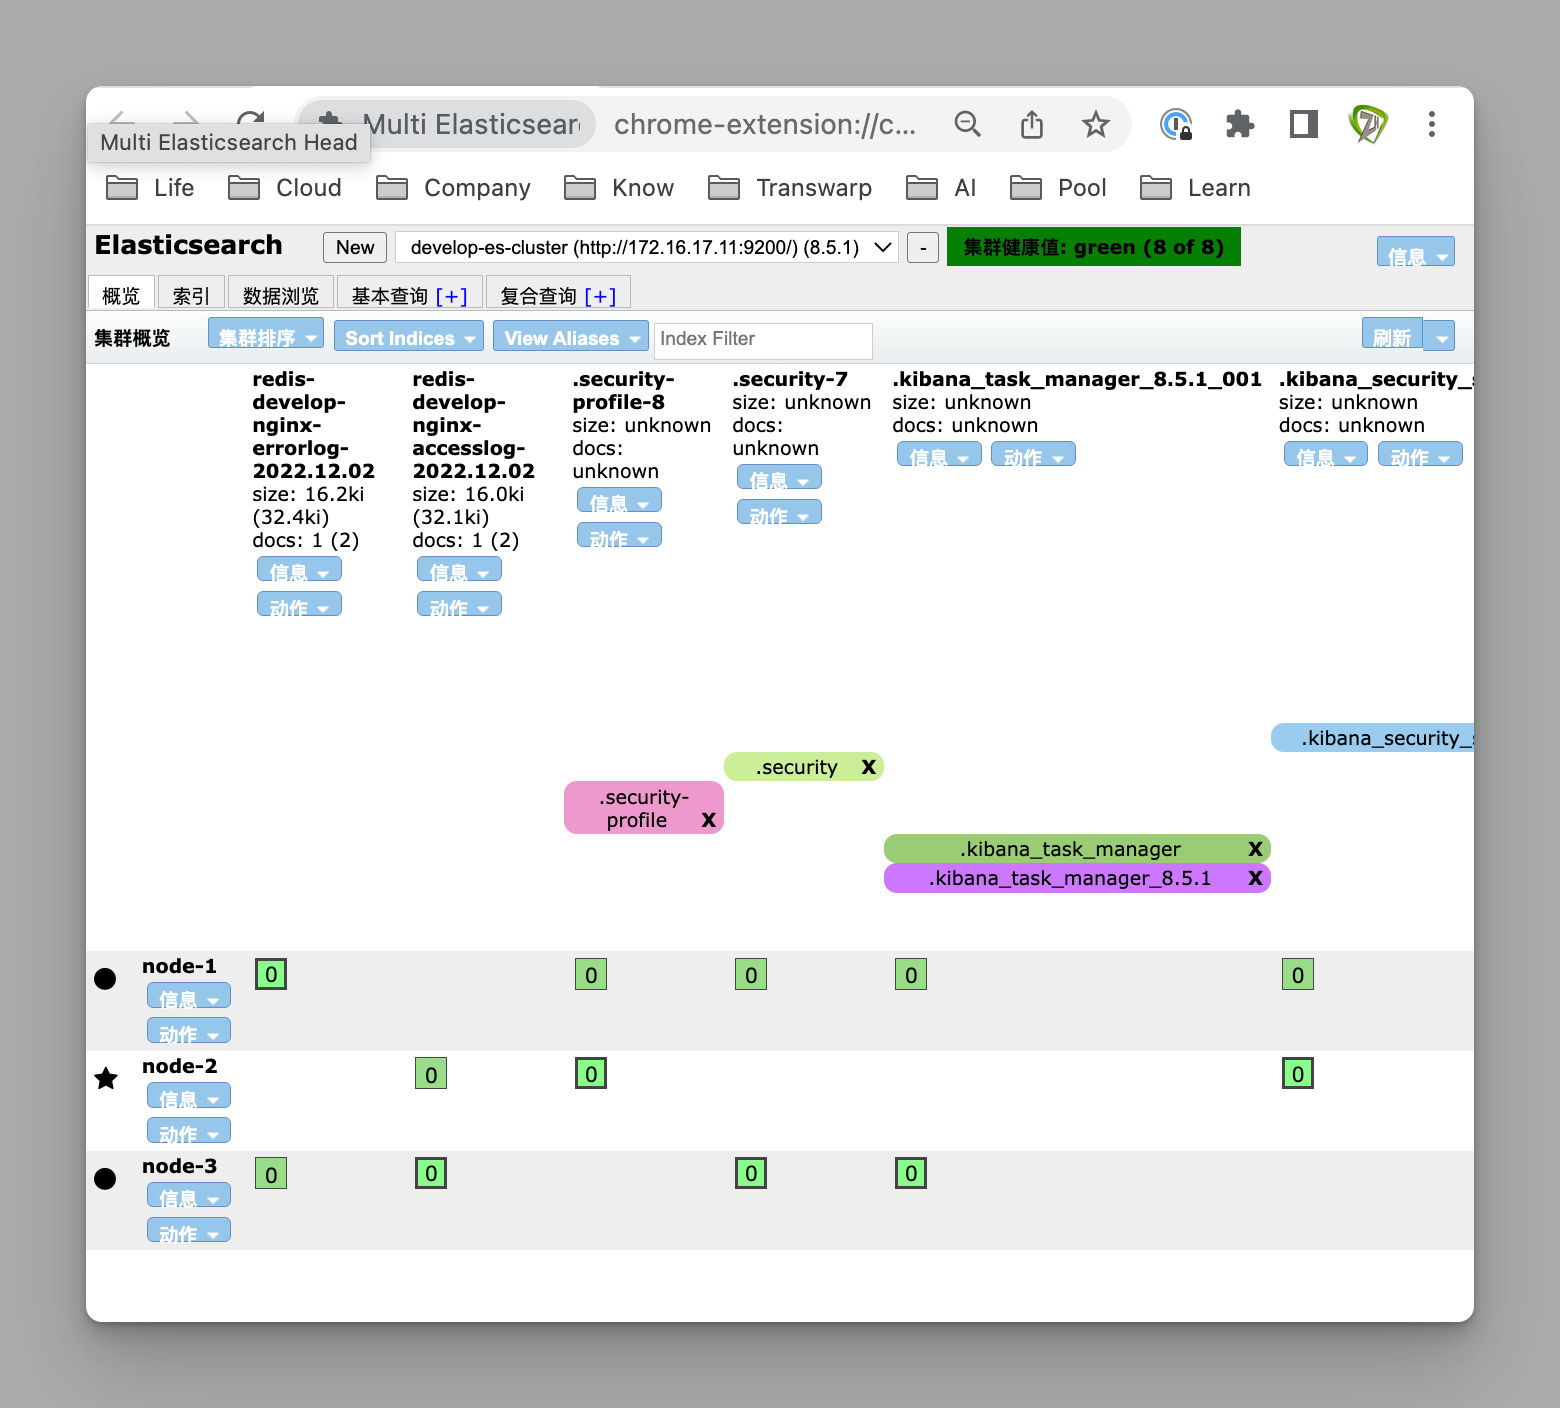 Multi Elasticsear
chrome-extension://c...
Multi Elasticsearch Head
Life
Cloud
Company
Know
Transwarp
AI
Pool
Learn
Elasticsearch
New
develop-es-cluster (http://172.16.17.11:9200/) (8.5.1)
-
集群健康值: green (8 of 8)
信息
概览
索引
数据浏览
基本查询 [+]
复合查询 [+]
集群概览
集群排序
Sort Indices
View Aliases
Index Filter
刷新
redis-
develop-
nginx-
errorlog-
2022.12.02
size: 16.2ki
(32.4ki)
docs: 1 (2)
信息
动作
redis-
develop-
nginx-
accesslog-
2022.12.02
size: 16.0ki
(32.1ki)
docs: 1 (2)
信息
动作
.security-
profile-8
size: unknown
docs:
unknown
信息
动作
.security-7
size: unknown
docs:
unknown
信息
动作
.kibana_task_manager_8.5.1_001
size: unknown
docs: unknown
信息
动作
.kibana_security_s
size: unknown
docs: unknown
信息
动作
.kibana_security_s
.security X
.security-
profile X
.kibana_task_manager X
.kibana_task_manager_8.5.1 X
node-1
信息
动作
0
0
0
0
0
node-2
信息
动作
0
0
0
node-3
信息
动作
0
0
0
0